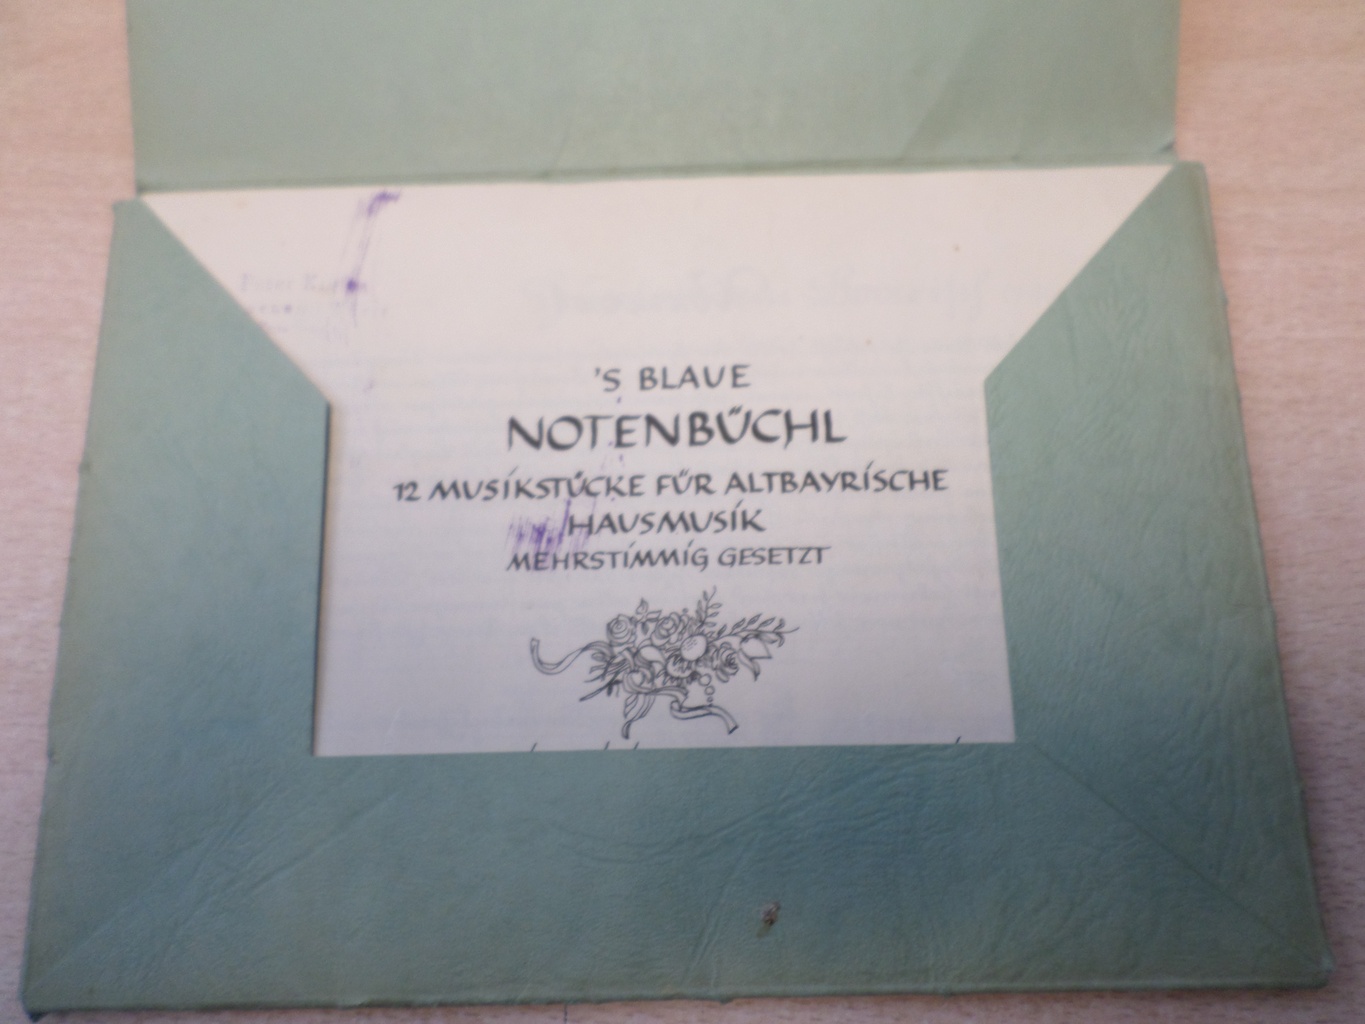 'S BLAUE
NOTENBÜCHL
12 MUSIKSTÜCKE FÜR ALTBAYRISCHE
HAUSMUSIK
MEHRSTIMMIG GESETZT